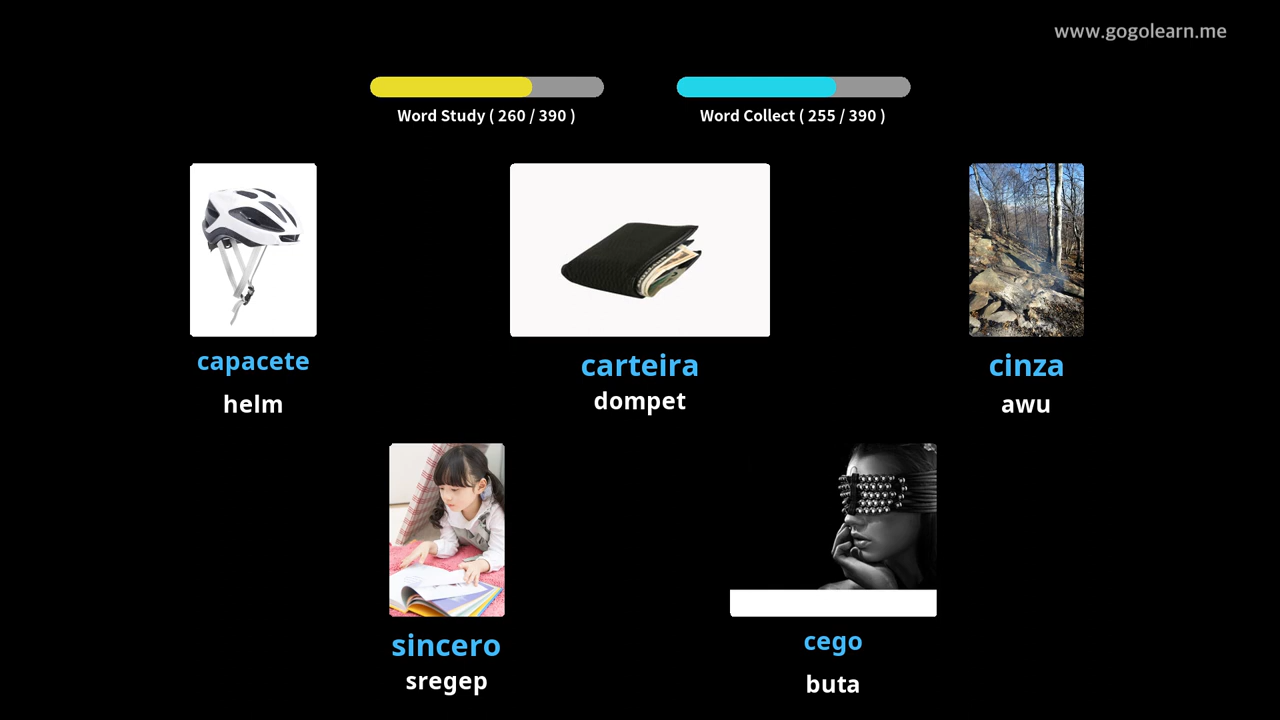 www.gogolearn.me
Word Study ( 260 / 390 )
Word Collect ( 255 / 390 )
capacete
helm
carteira
dompet
cinza
awu
sincero
sregep
cego
buta